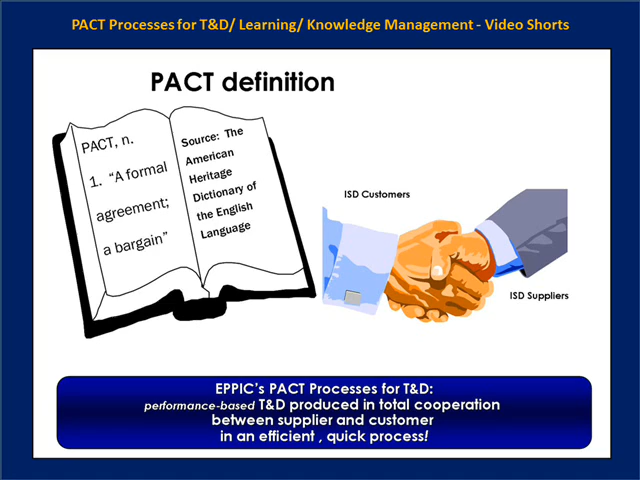 PACT Processes for T&D/ Learning/ Knowledge Management - Video Shorts
PACT definition
PACT, n.
1. “A formal
agreement;
a bargain”
Source: The
American
Heritage
Dictionary of
the English
Language
ISD Customers
ISD Suppliers
EPPIC’s PACT Processes for T&D:
performance-based T&D produced in total cooperation
between supplier and customer
in an efficient , quick process!